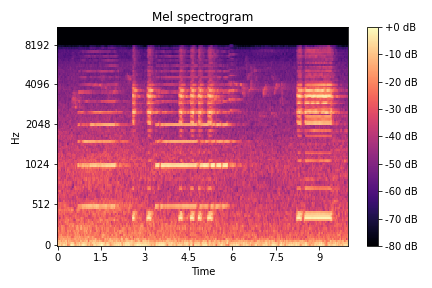 Mel spectrogram
+0 dB
8192
-10 dB
4096
-20 dB
-30 dB
2048
Hz
-40 dB
1024
-50 dB
512
-60 dB
-70 dB
0
-80 dB
0 1.5 3 4.5 6 7.5 9
Time